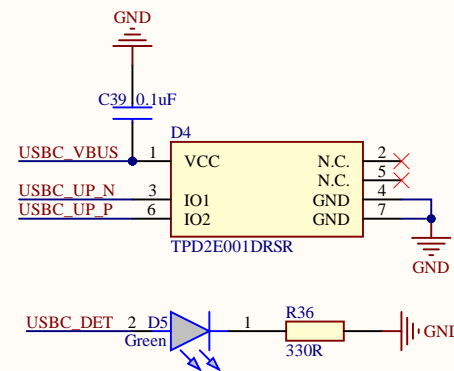 GND
C39 0.1uF
D4
USBC_VBUS 1 VCC N.C. 2
N.C. 5
USBC_UP_N 3 IO1 GND 4
USBC_UP_P 6 IO2 GND 7
TPD2E001DRSR
GND
USBC_DET 2 D5 1 R36 GND
Green 330R